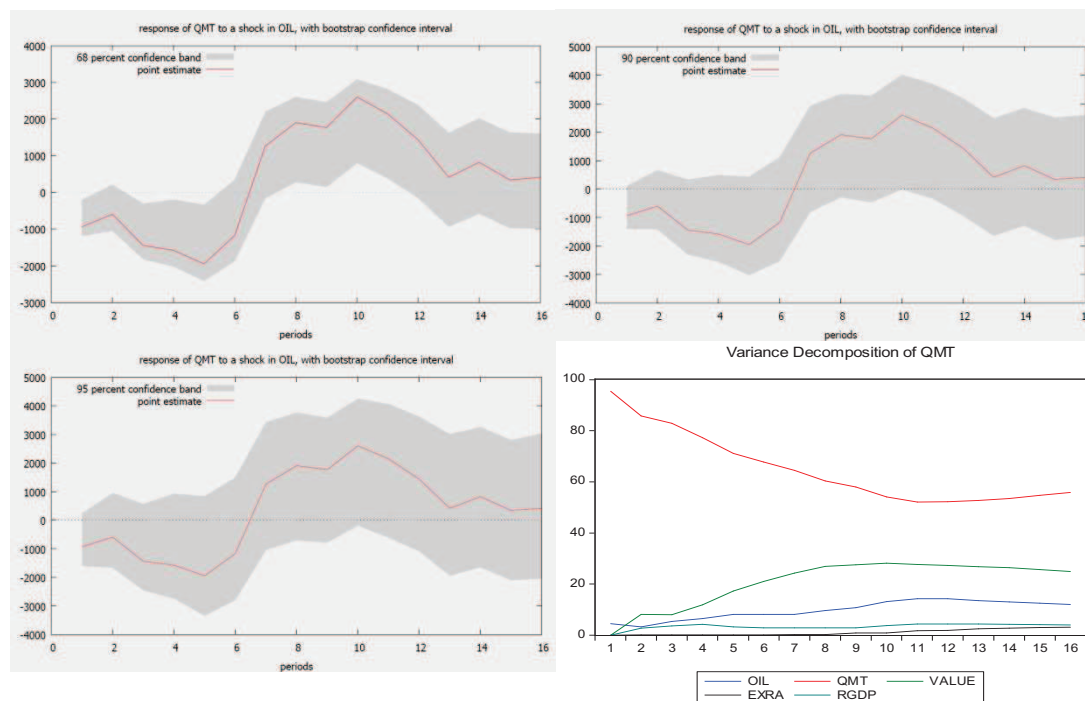 response of QMT to a shock in OIL, with bootstrap confidence interval
4000
3000
2000
1000
0
-1000
-2000
-3000
68 percent confidence band
point estimate
0 2 4 6 8 10 12 14 16
periods
response of QMT to a shock in OIL, with bootstrap confidence interval
5000
4000
3000
2000
1000
0
-1000
-2000
-3000
-4000
90 percent confidence band
point estimate
0 2 4 6 8 10 12 14 16
periods
response of QMT to a shock in OIL, with bootstrap confidence interval
5000
4000
3000
2000
1000
0
-1000
-2000
-3000
-4000
95 percent confidence band
point estimate
0 2 4 6 8 10 12 14 16
periods
Variance Decomposition of QMT
100
80
60
40
20
0
1 2 3 4 5 6 7 8 9 10 11 12 13 14 15 16
OIL QMT VALUE
EXRA RGDP